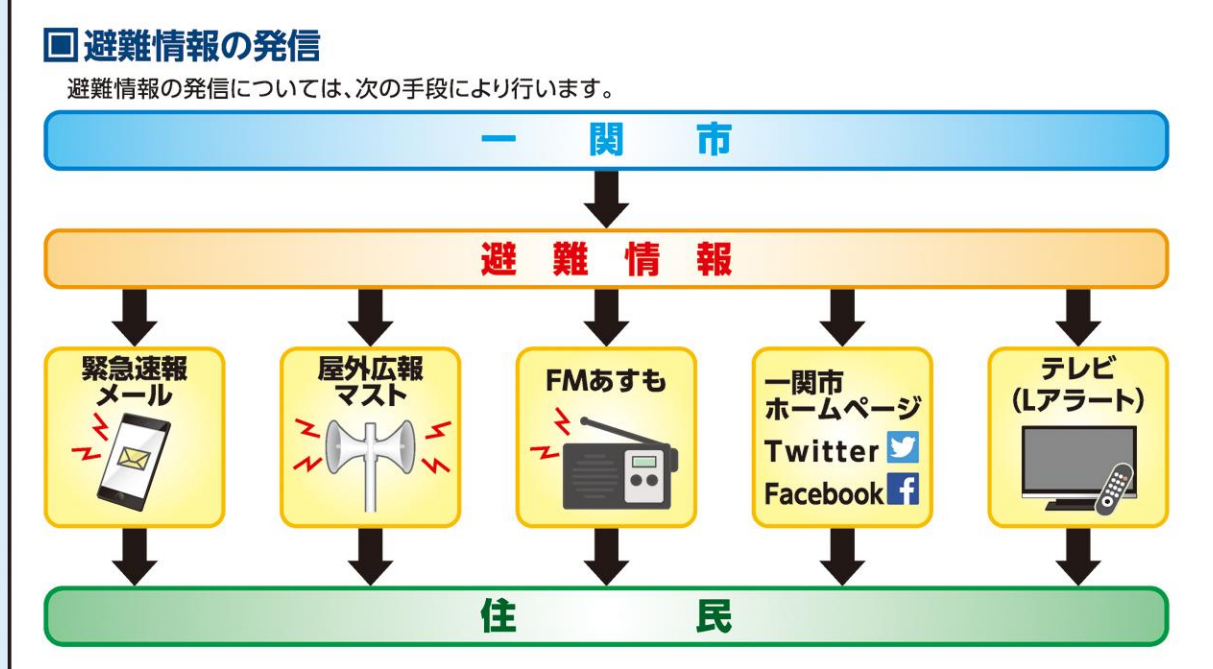 避難情報の発信
避難情報の発信については、次の手段により行います。
一関市
避難情報
緊急速報
メール
屋外広報
マスト
FMあすも
一関市
ホームページ
Twitter
Facebook
テレビ
(Lアラート)
住民